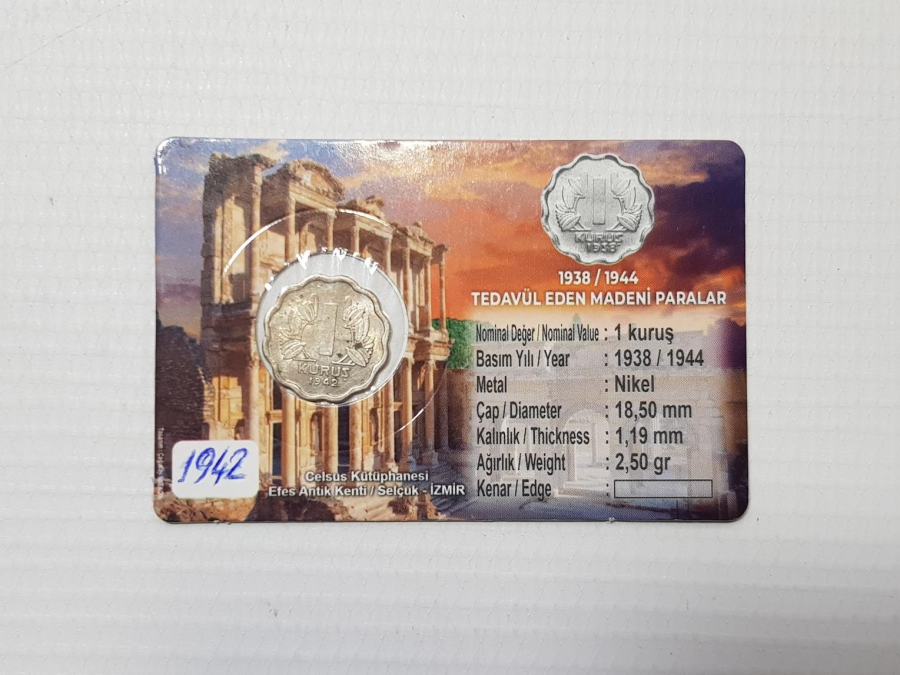 1
KURUŞ
1938
1938 / 1944
TEDAVÜL EDEN MADENİ PARALAR
1
KURUŞ
1942
Nominal Değer / Nominal Value : 1 kuruş
Basım Yılı / Year : 1938 / 1944
Metal : Nikel
Çap / Diameter : 18,50 mm
Kalınlık / Thickness : 1,19 mm
Ağırlık / Weight : 2,50 gr
Kenar / Edge :
1942
Celsus Kütüphanesi
Efes Antik Kenti / Selçuk - İZMİR